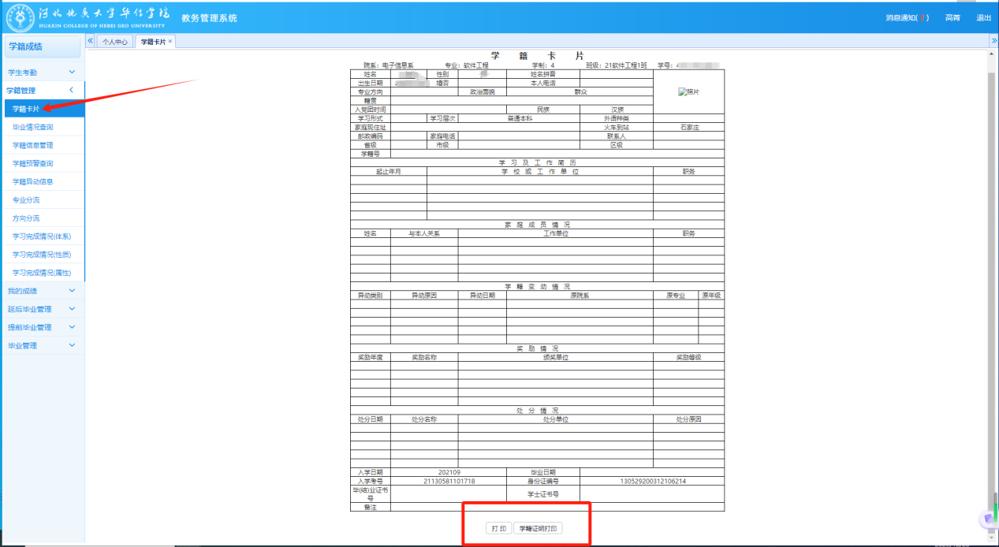 河北地质大学华信学院 教务管理系统 消息通知(2) 高菁 退出
HUAXIN COLLEGE OF HEBEI GEO UNIVERSITY
学籍成绩
« 个人中心 学籍卡片 × »
学生考勤
学籍管理
学籍卡片
毕业情况查询
学籍信息管理
学籍预警查询
学籍异动信息
专业分流
方向分流
学习完成情况(体系)
学习完成情况(性质)
学习完成情况(属性)
我的成绩
延后毕业管理
提前毕业管理
毕业管理
学 籍 卡 片
院系: 电子信息系 专业: 软件工程 学制: 4 班级: 21软件工程1班 学号: 4
姓名 性别 姓名拼音
出生日期 2 婚否 本人电话
照片
专业方向 政治面貌 群众
籍贯
入党团时间 民族 汉族
学习形式 学习层次 普通本科 外语种类
家庭现住址 火车到站 石家庄
邮政编码 家庭电话 联系人
省级 市级 区级
学籍号
学 习 及 工 作 简 历
起止年月 学 校 或 工 作 单 位 职务
家 庭 成 员 情 况
姓名 与本人关系 工作单位 职务
学 籍 变 动 情 况
异动类别 异动原因 异动日期 原院系 原专业 原年级
奖 励 情 况
奖励年度 奖励名称 颁奖单位 奖励等级
处 分 情 况
处分日期 处分名称 处分单位 处分原因
入学日期 202109 毕业日期
入学考号 21130581101718 身份证编号 130529200312106214
毕(结)业证书号 学士证书号
备注
打 印 学籍证明打印